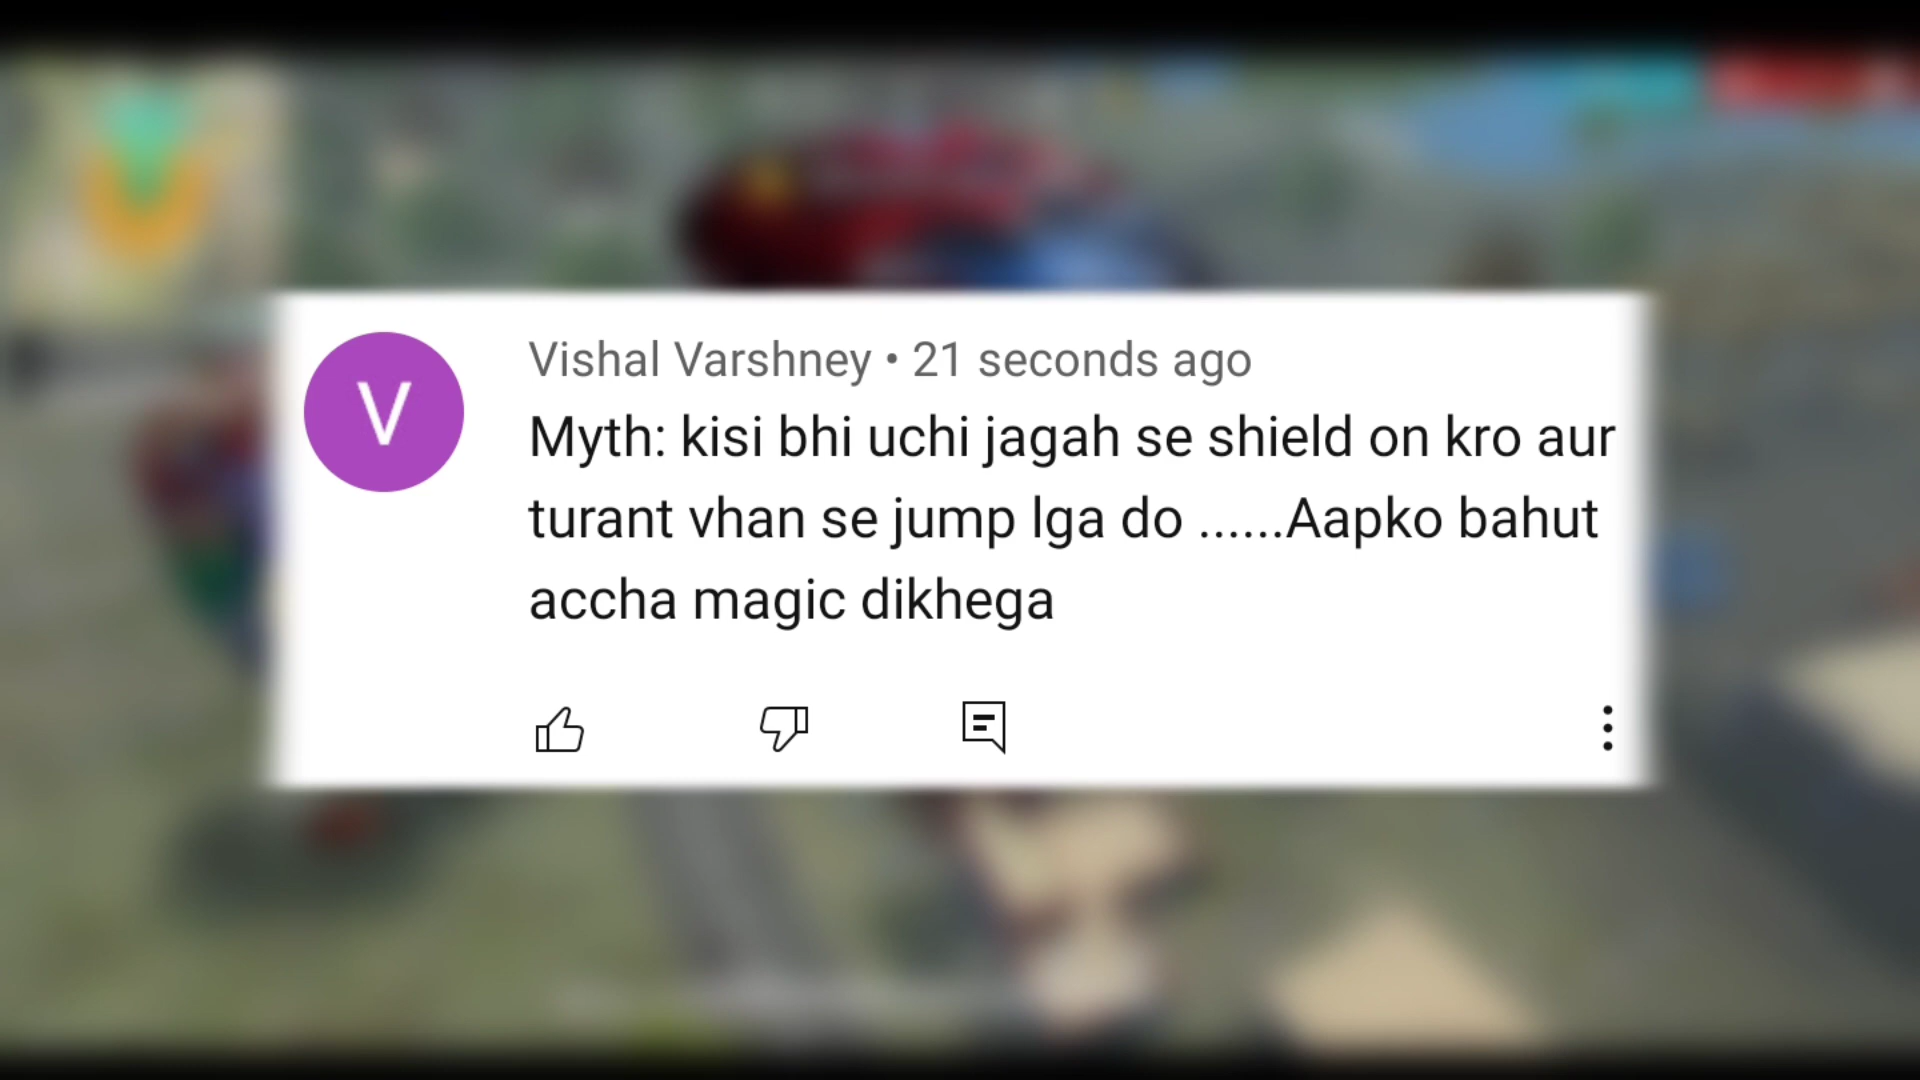 V
Vishal Varshney • 21 seconds ago
Myth: kisi bhi uchi jagah se shield on kro aur
turant vhan se jump lga do ......Aapko bahut
accha magic dikhega